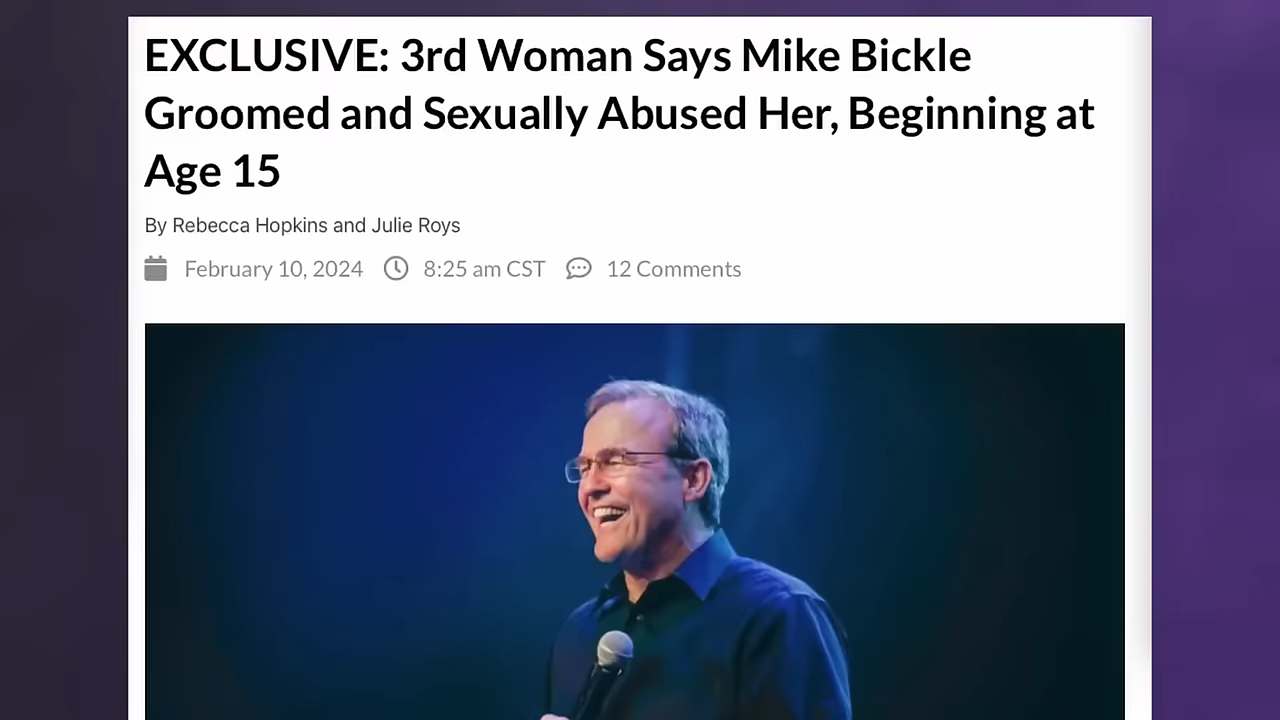 EXCLUSIVE: 3rd Woman Says Mike Bickle
Groomed and Sexually Abused Her, Beginning at
Age 15
By Rebecca Hopkins and Julie Roys
February 10, 2024 8:25 am CST 12 Comments